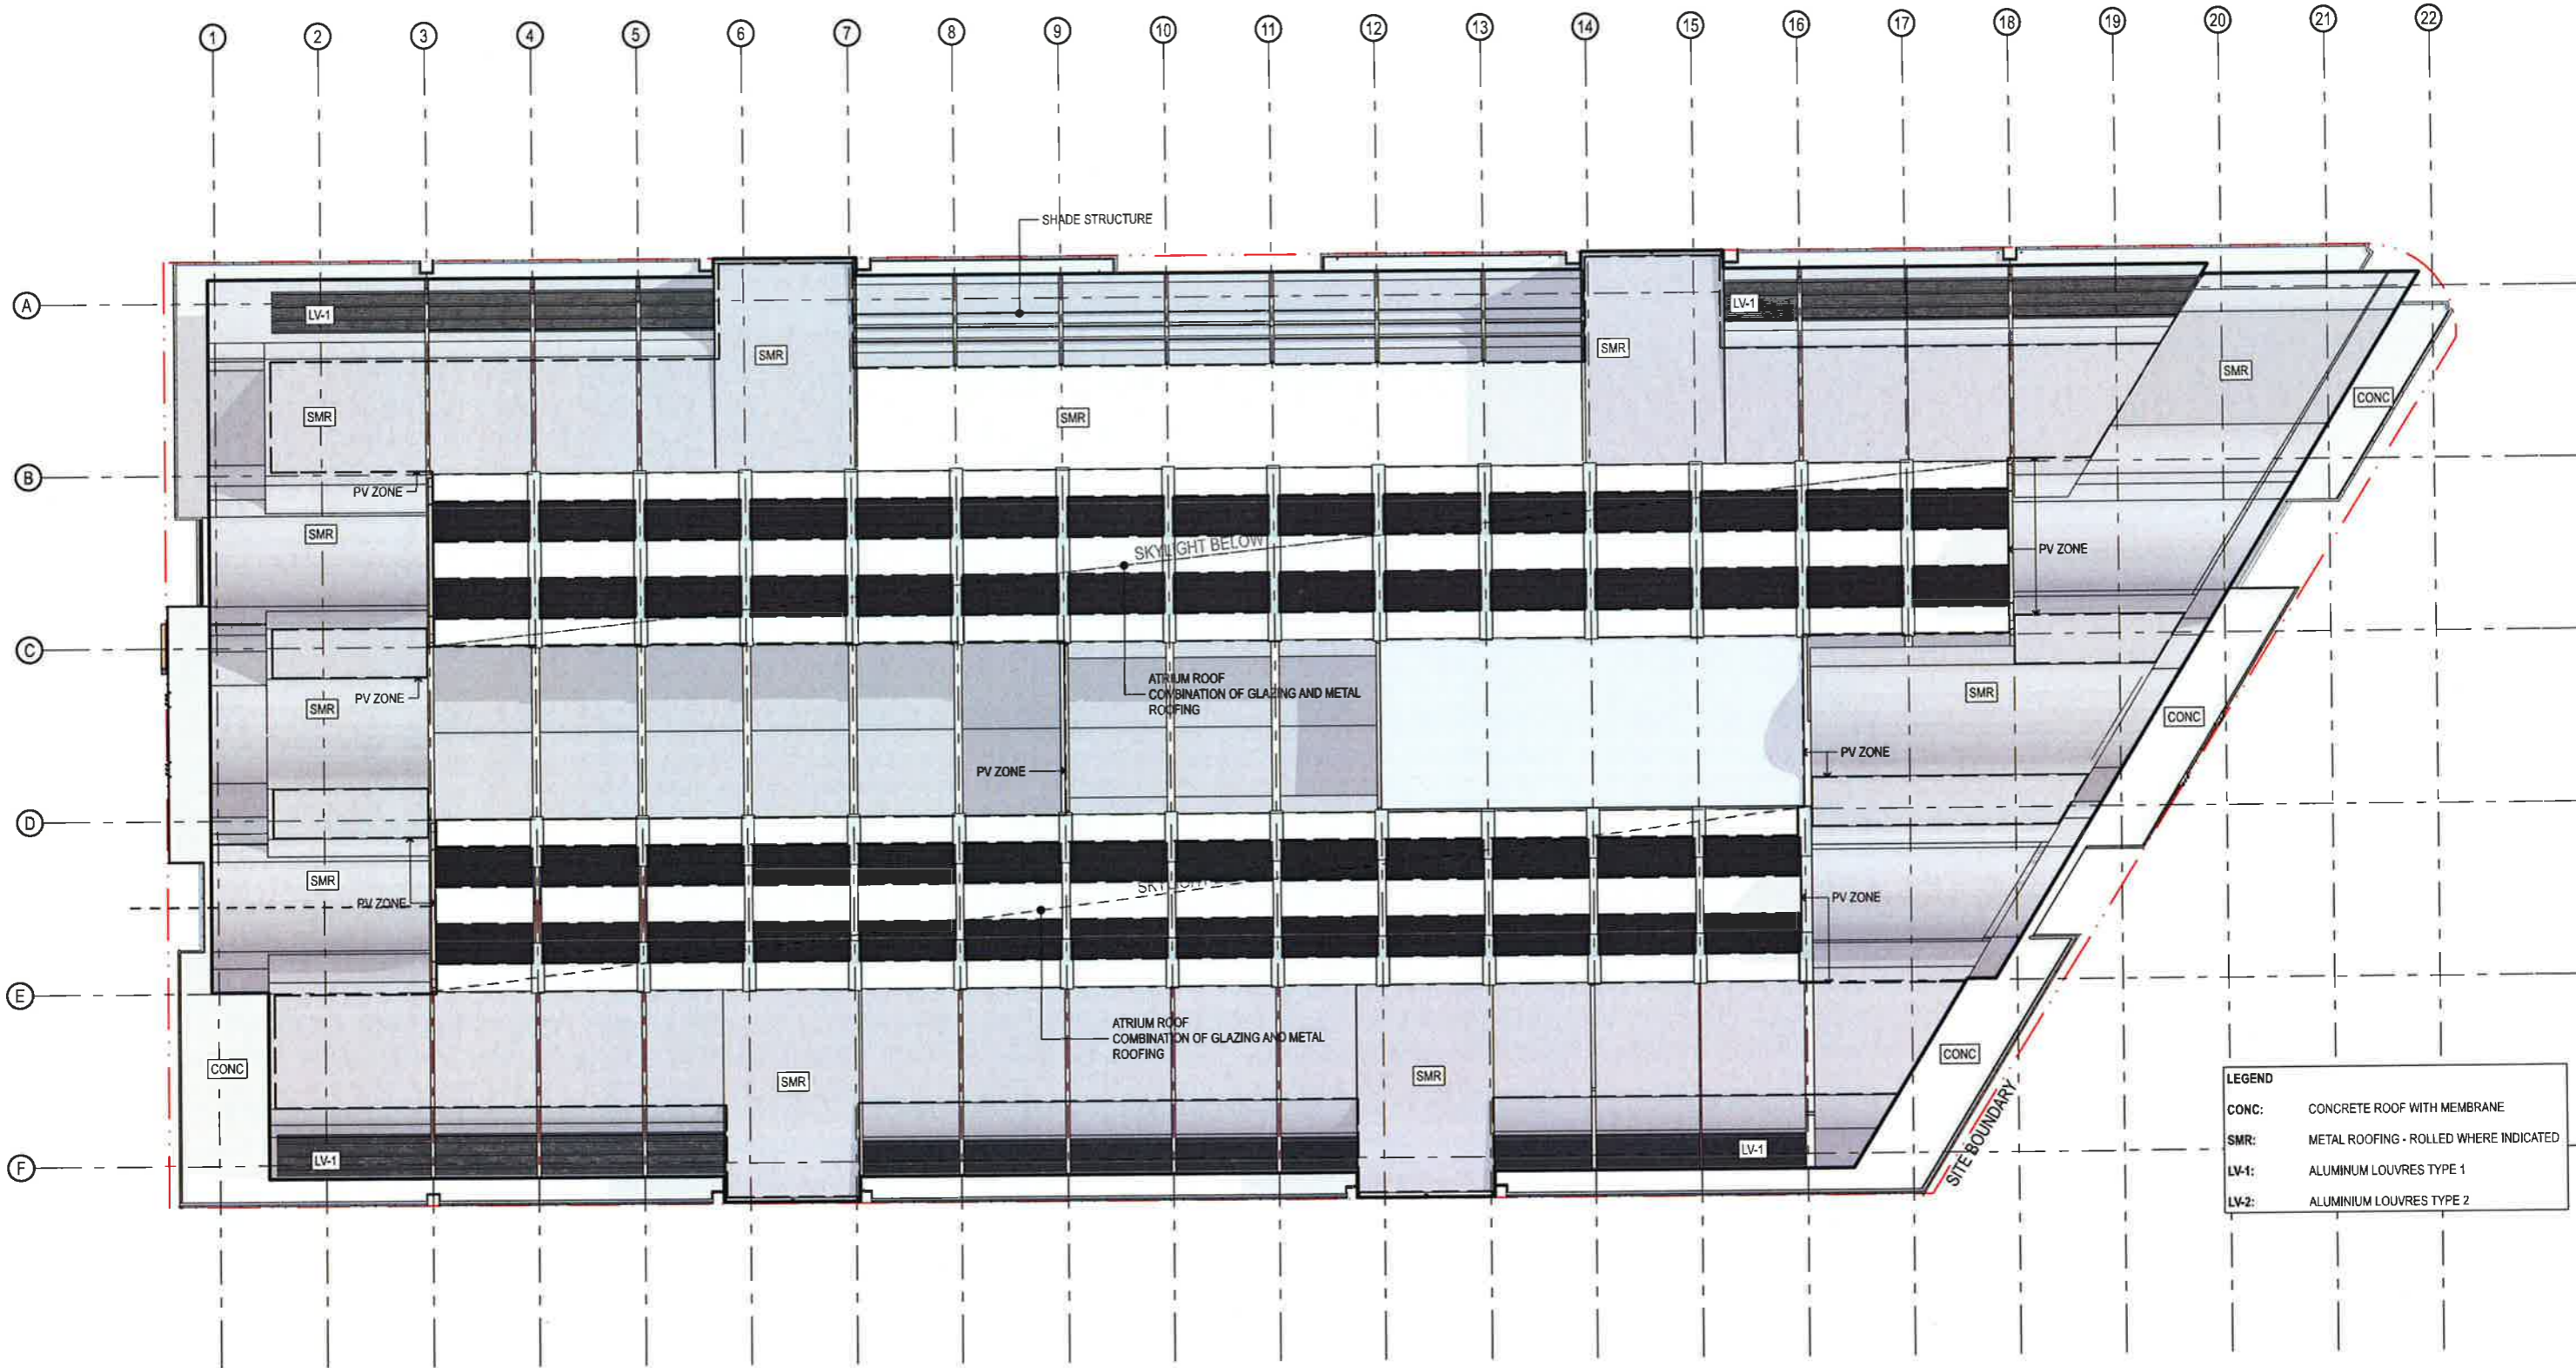 1
2
3
4
5
6
7
8
9
10
11
12
13
14
15
16
17
18
19
20
21
22
SHADE STRUCTURE
A
LV-1
LV-1
SMR
SMR
SMR
CONC
SMR
SMR
B
PV ZONE
SMR
SKYLIGHT BELOW
PV ZONE
C
ATRIUM ROOF
COMBINATION OF GLAZING AND METAL
ROOFING
PV ZONE
SMR
SMR
CONC
PV ZONE
PV ZONE
D
SMR
PV ZONE
PV ZONE
E
ATRIUM ROOF
COMBINATION OF GLAZING AND METAL
ROOFING
CONC
SMR
SMR
CONC
SITE BOUNDARY
F
LV-1
LV-1
LEGEND
CONC: CONCRETE ROOF WITH MEMBRANE
SMR: METAL ROOFING - ROLLED WHERE INDICATED
LV-1: ALUMINUM LOUVRES TYPE 1
LV-2: ALUMINIUM LOUVRES TYPE 2